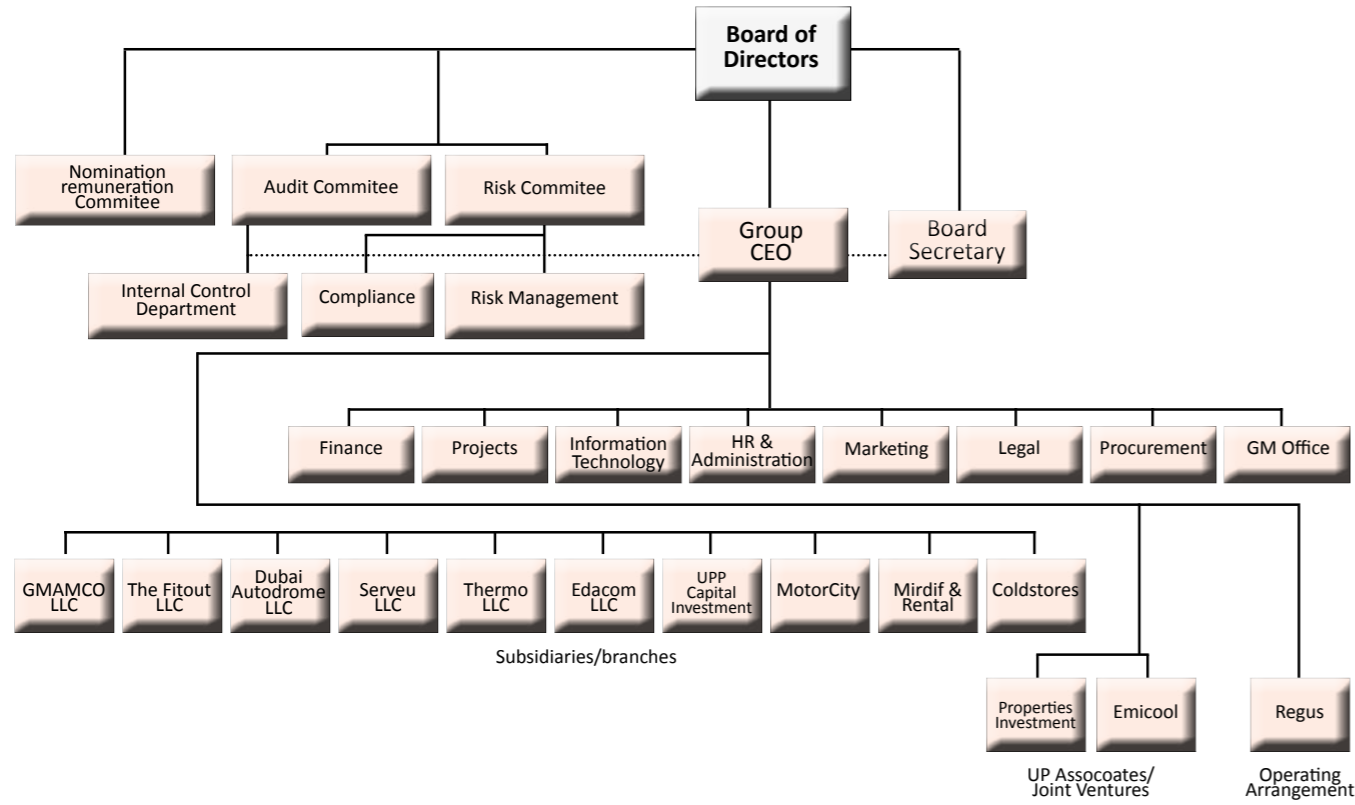 Board of
Directors
Nomination
remuneration
Commitee
Audit Commitee
Risk Commitee
Group
CEO
Board
Secretary
Internal Control
Department
Compliance
Risk Management
Finance
Projects
Information
Technology
HR &
Administration
Marketing
Legal
Procurement
GM Office
GMAMCO
LLC
The Fitout
LLC
Dubai
Autodrome
LLC
Serveu
LLC
Thermo
LLC
Edacom
LLC
UPP
Capital
Investment
MotorCity
Mirdif &
Rental
Coldstores
Subsidiaries/branches
Properties
Investment
Emicool
Regus
UP Assocoates/
Joint Ventures
Operating
Arrangement